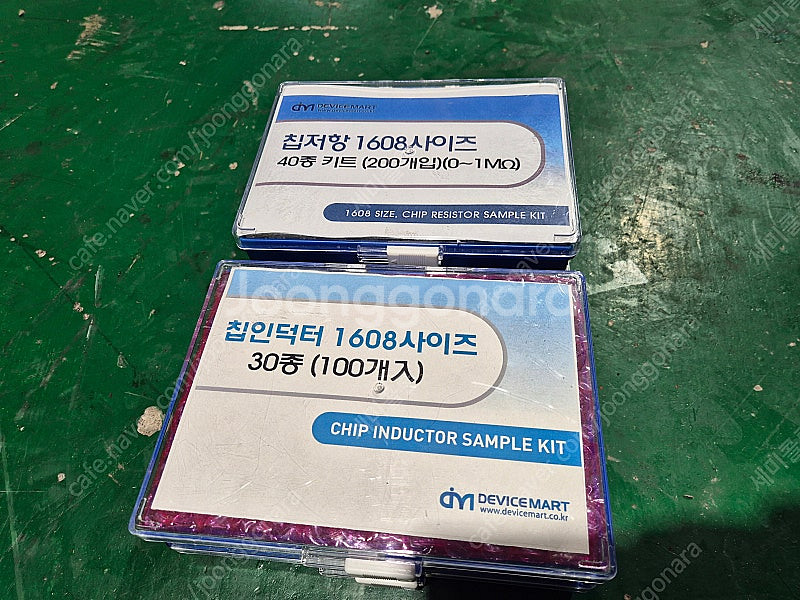 DEVICEMART
칩저항 1608사이즈
40종 키트 (200개입)(0~1MΩ)
1608 SIZE, CHIP RESISTOR SAMPLE KIT
joonggonara
칩인덕터 1608사이즈
30종 (100개入)
CHIP INDUCTOR SAMPLE KIT
DEVICEMART
www.devicemart.co.kr
cafe.naver.com/joonggonara